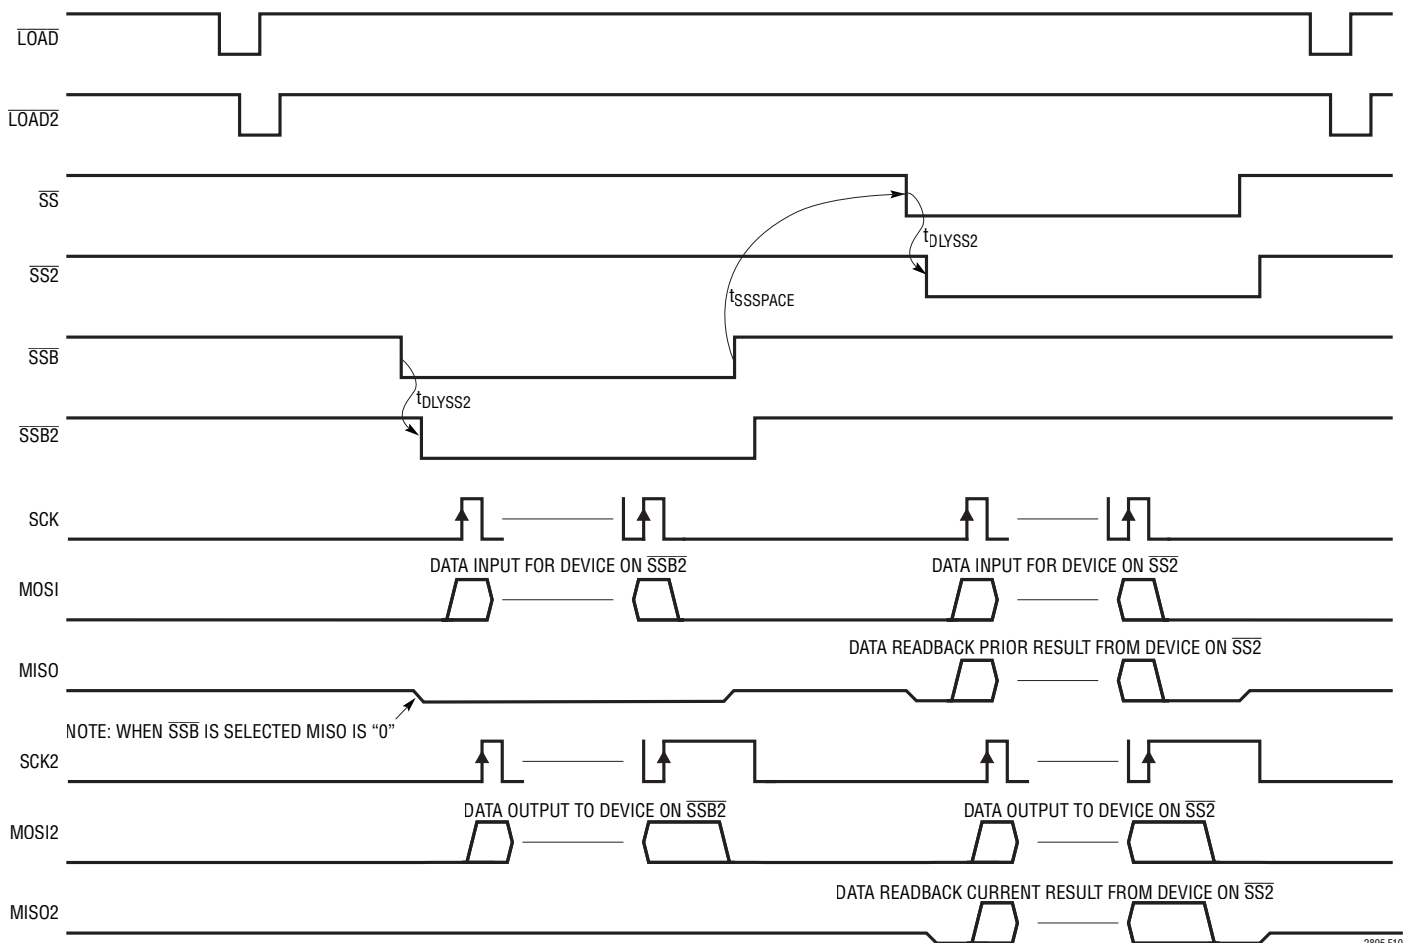 LOAD
LOAD2
SS
tDLYSS2
SS2
tSSSPACE
SSB
tDLYSS2
SSB2
SCK
DATA INPUT FOR DEVICE ON SSB2
DATA INPUT FOR DEVICE ON SS2
MOSI
DATA READBACK PRIOR RESULT FROM DEVICE ON SS2
MISO
NOTE: WHEN SSB IS SELECTED MISO IS “0”
SCK2
DATA OUTPUT TO DEVICE ON SSB2
DATA OUTPUT TO DEVICE ON SS2
MOSI2
DATA READBACK CURRENT RESULT FROM DEVICE ON SS2
MISO2